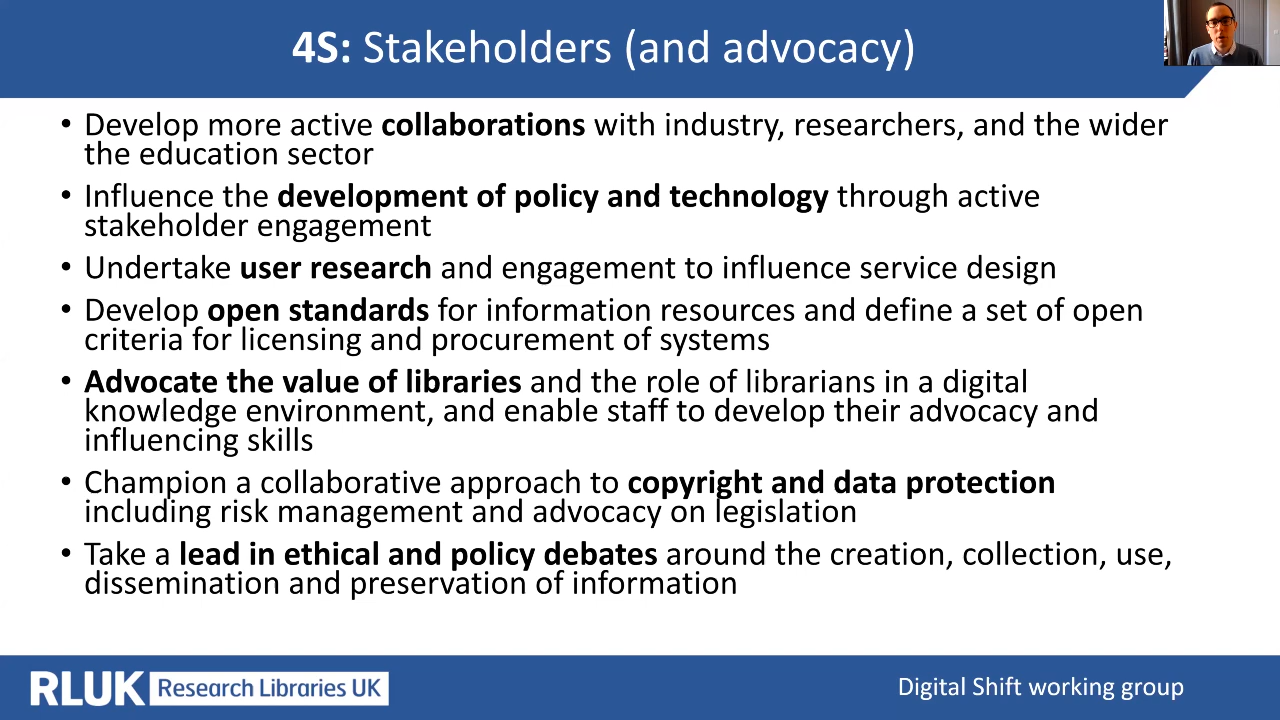 4S: Stakeholders (and advocacy)
• Develop more active collaborations with industry, researchers, and the wider
the education sector
• Influence the development of policy and technology through active
stakeholder engagement
• Undertake user research and engagement to influence service design
• Develop open standards for information resources and define a set of open
criteria for licensing and procurement of systems
• Advocate the value of libraries and the role of librarians in a digital
knowledge environment, and enable staff to develop their advocacy and
influencing skills
• Champion a collaborative approach to copyright and data protection
including risk management and advocacy on legislation
• Take a lead in ethical and policy debates around the creation, collection, use,
dissemination and preservation of information
RLUK Research Libraries UK
Digital Shift working group